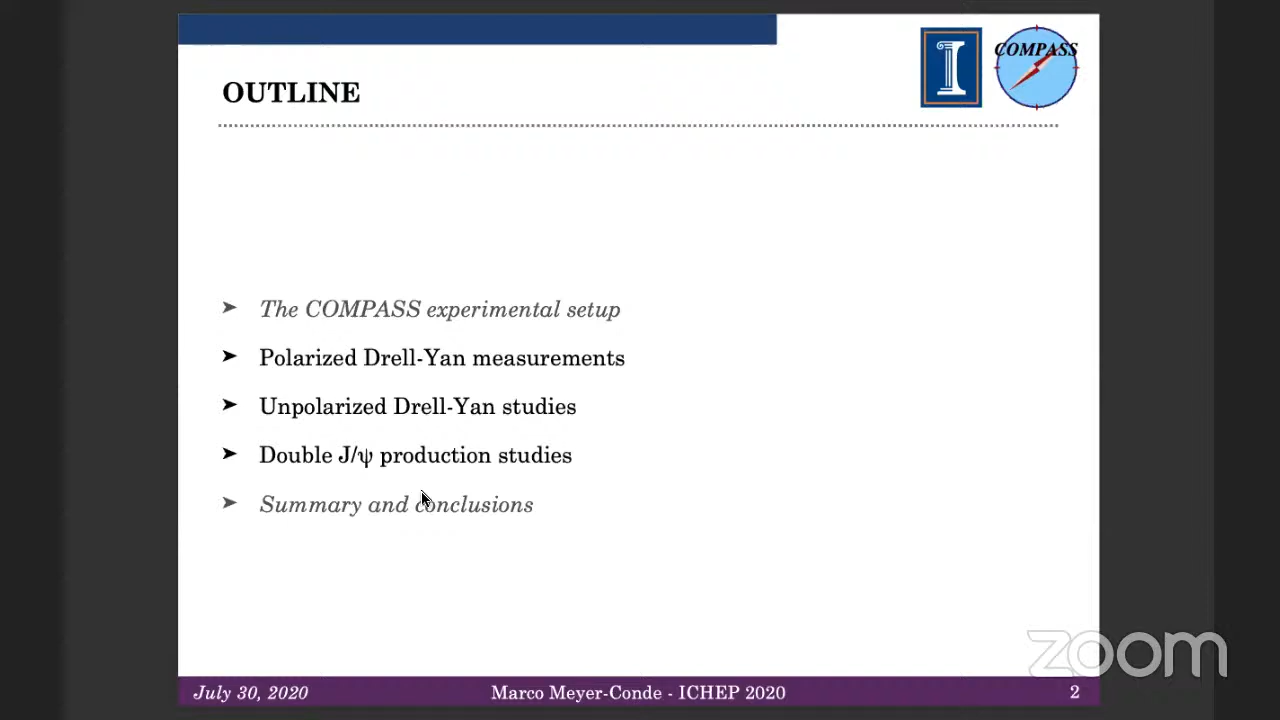 COMPASS
OUTLINE
➤ The COMPASS experimental setup
➤ Polarized Drell-Yan measurements
➤ Unpolarized Drell-Yan studies
➤ Double J/ψ production studies
➤ Summary and conclusions
zoom
July 30, 2020 Marco Meyer-Conde - ICHEP 2020 2